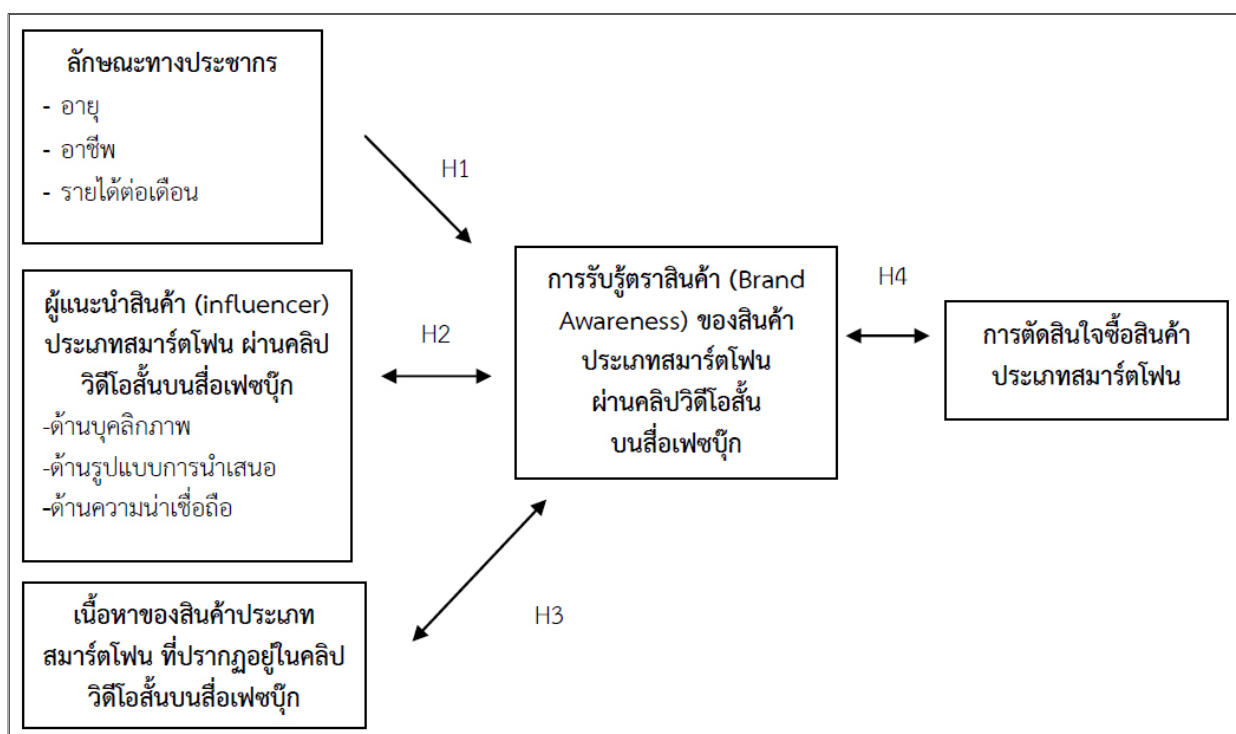 ลักษณะทางประชากร
- อายุ
- อาชีพ
- รายได้ต่อเดือน
H1
ผู้แนะนำสินค้า (influencer)
ประเภทสมาร์ตโฟน ผ่านคลิป
วิดีโอสั้นบนสื่อเฟซบุ๊ก
-ด้านบุคลิกภาพ
-ด้านรูปแบบการนำเสนอ
-ด้านความน่าเชื่อถือ
H2
การรับรู้ตราสินค้า (Brand
Awareness) ของสินค้า
ประเภทสมาร์ตโฟน
ผ่านคลิปวิดีโอสั้น
บนสื่อเฟซบุ๊ก
H4
การตัดสินใจซื้อสินค้า
ประเภทสมาร์ตโฟน
เนื้อหาของสินค้าประเภท
สมาร์ตโฟน ที่ปรากฏอยู่ในคลิป
วิดีโอสั้นบนสื่อเฟซบุ๊ก
H3